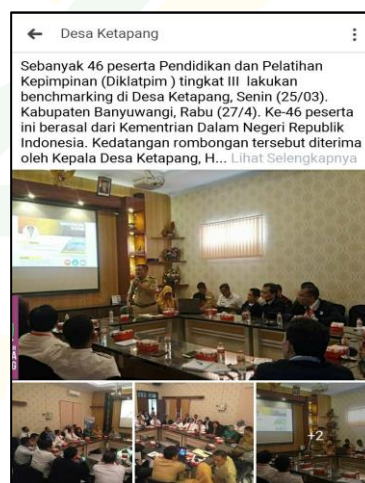 Desa Ketapang
Sebanyak 46 peserta Pendidikan dan Pelatihan
Kepimpinan (Diklatpim ) tingkat III lakukan
benchmarking di Desa Ketapang, Senin (25/03).
Kabupaten Banyuwangi, Rabu (27/4). Ke-46 peserta
ini berasal dari Kementrian Dalam Negeri Republik
Indonesia. Kedatangan rombongan tersebut diterima
oleh Kepala Desa Ketapang, H... Lihat Selengkapnya
+2